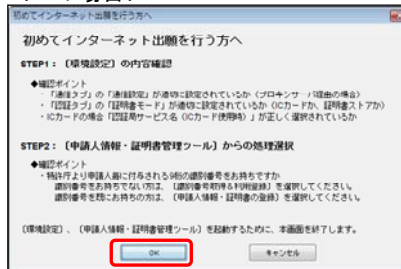 初めてインターネット出願を行う方へ
初めてインターネット出願を行う方へ
STEP1：〔環境設定〕の内容確認
◆確認ポイント
・「通信タブ」の「通信設定」が適切に設定されているか（プロキシサーバ経由の場合）
・「認証タブ」の「証明書モード」が適切に設定されているか（ICカードか、証明書ストアか）
・ICカードの場合「認証局サービス名（ICカード使用時）」が正しく選択されているか
STEP2：〔申請人情報・証明書管理ツール〕からの処理選択
◆確認ポイント
・特許庁より申請人毎に付与される9桁の識別番号をお持ちですか
識別番号をお持ちでない方は、〔識別番号取得＆利用登録〕を選択してください。
識別番号を既にお持ちの方は、〔申請人情報・証明書の登録〕を選択してください。
〔環境設定〕、〔申請人情報・証明書管理ツール〕を起動するために、本画面を終了します。
OK キャンセル